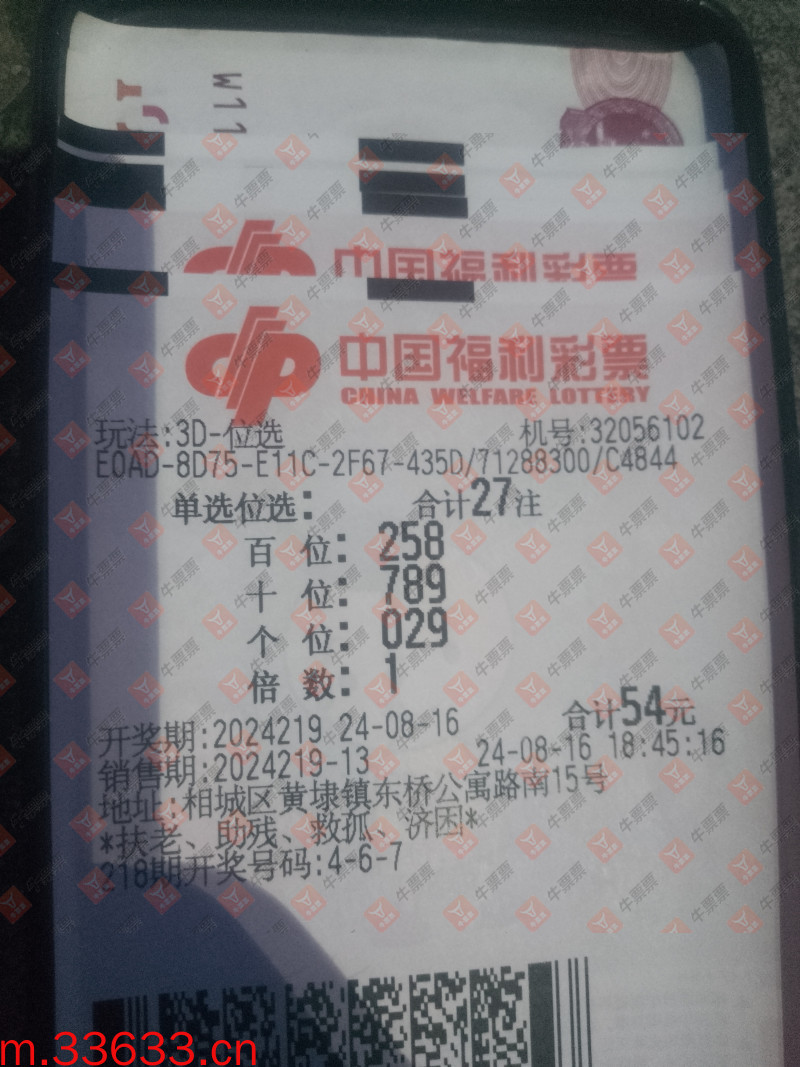 W11
中国福利彩票
中国福利彩票
CHINA WELFARE LOTTERY
玩法:3D-位选 机号:32056102
E0AD-8D75-E11C-2F67-435D/71288300/C4844
单选位选: 合计27注
百 位: 258
十 位: 789
个 位: 029
倍 数: 1
合计54元
开奖期:2024219 24-08-16
销售期:2024219-13 24-08-16 18:45:16
地址:相城区黄埭镇东桥公寓路南15号
*扶老、助残、救孤、济困*
218期开奖号码:4-6-7
牛票票
m.33633.cn